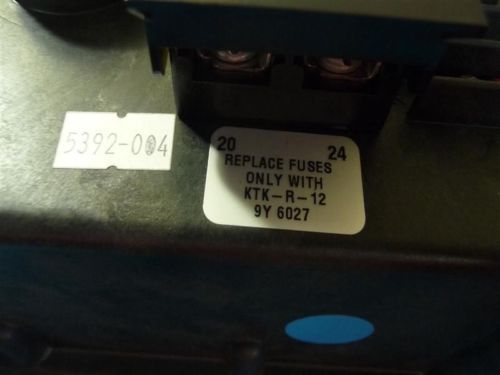 5392-004
20 24
REPLACE FUSES
ONLY WITH
KTK-R-12
9Y 6027